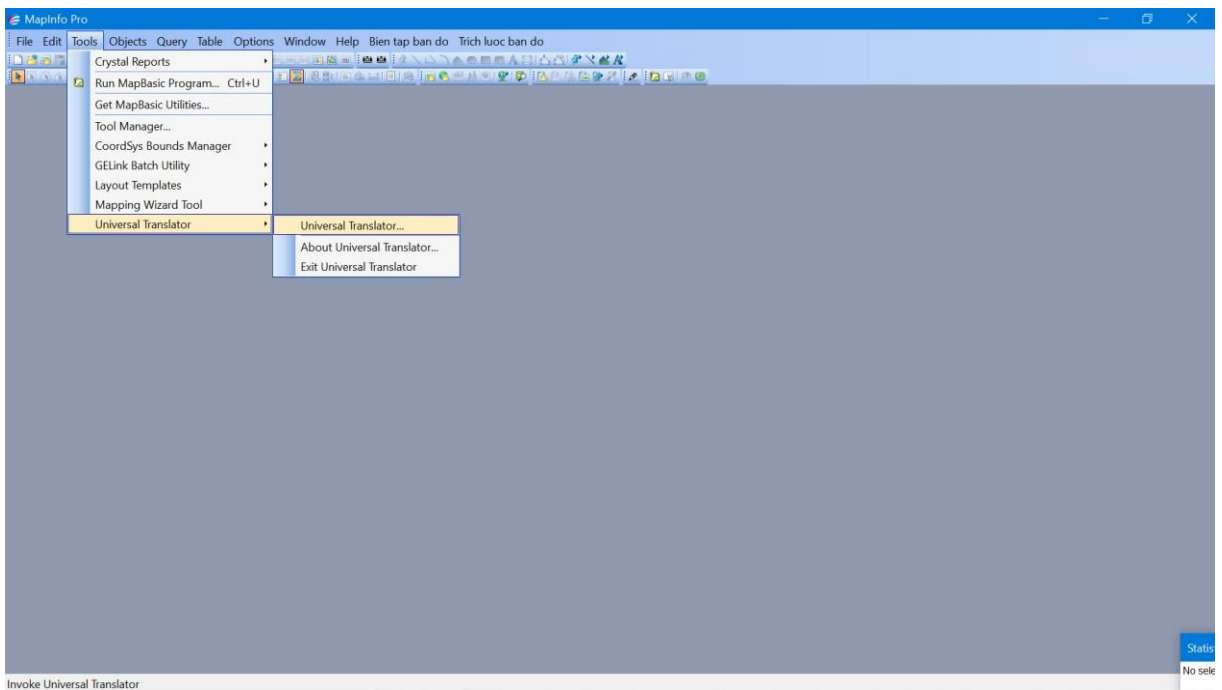 MapInfo Pro
File Edit Tools Objects Query Table Options Window Help Bien tap ban do Trich luoc ban do
Crystal Reports
Run MapBasic Program... Ctrl+U
Get MapBasic Utilities...
Tool Manager...
CoordSys Bounds Manager
GELink Batch Utility
Layout Templates
Mapping Wizard Tool
Universal Translator
Universal Translator...
About Universal Translator...
Exit Universal Translator
Statis
No sele
Invoke Universal Translator